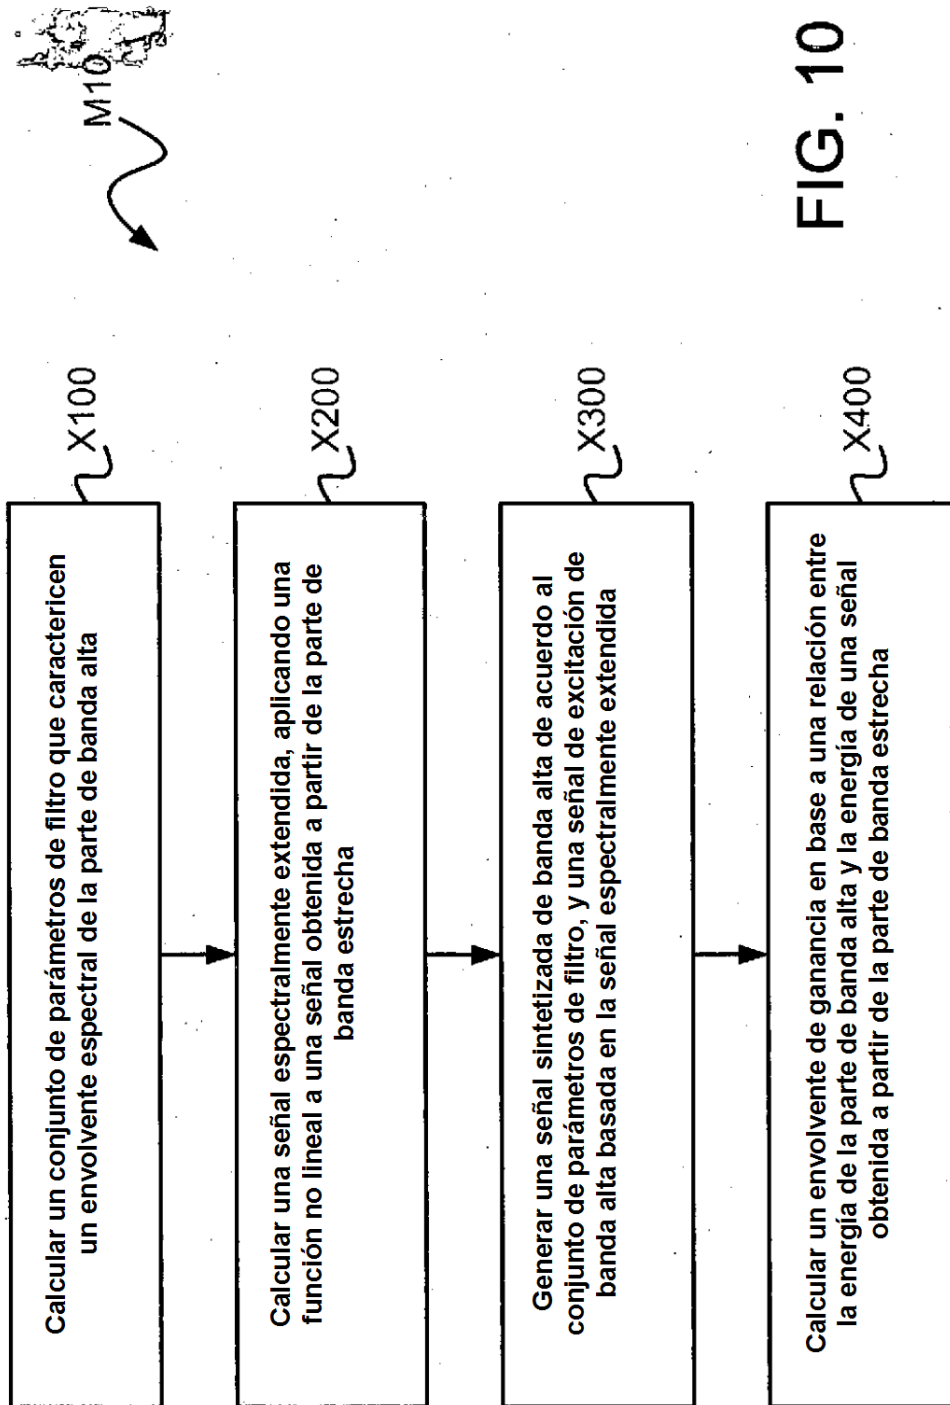 M10
Calcular un conjunto de parámetros de filtro que caractericen
un envolvente espectral de la parte de banda alta
X100
Calcular una señal espectralmente extendida, aplicando una
función no lineal a una señal obtenida a partir de la parte de
banda estrecha
X200
Generar una señal sintetizada de banda alta de acuerdo al
conjunto de parámetros de filtro, y una señal de excitación de
banda alta basada en la señal espectralmente extendida
X300
Calcular un envolvente de ganancia en base a una relación entre
la energía de la parte de banda alta y la energía de una señal
obtenida a partir de la parte de banda estrecha
X400
FIG. 10